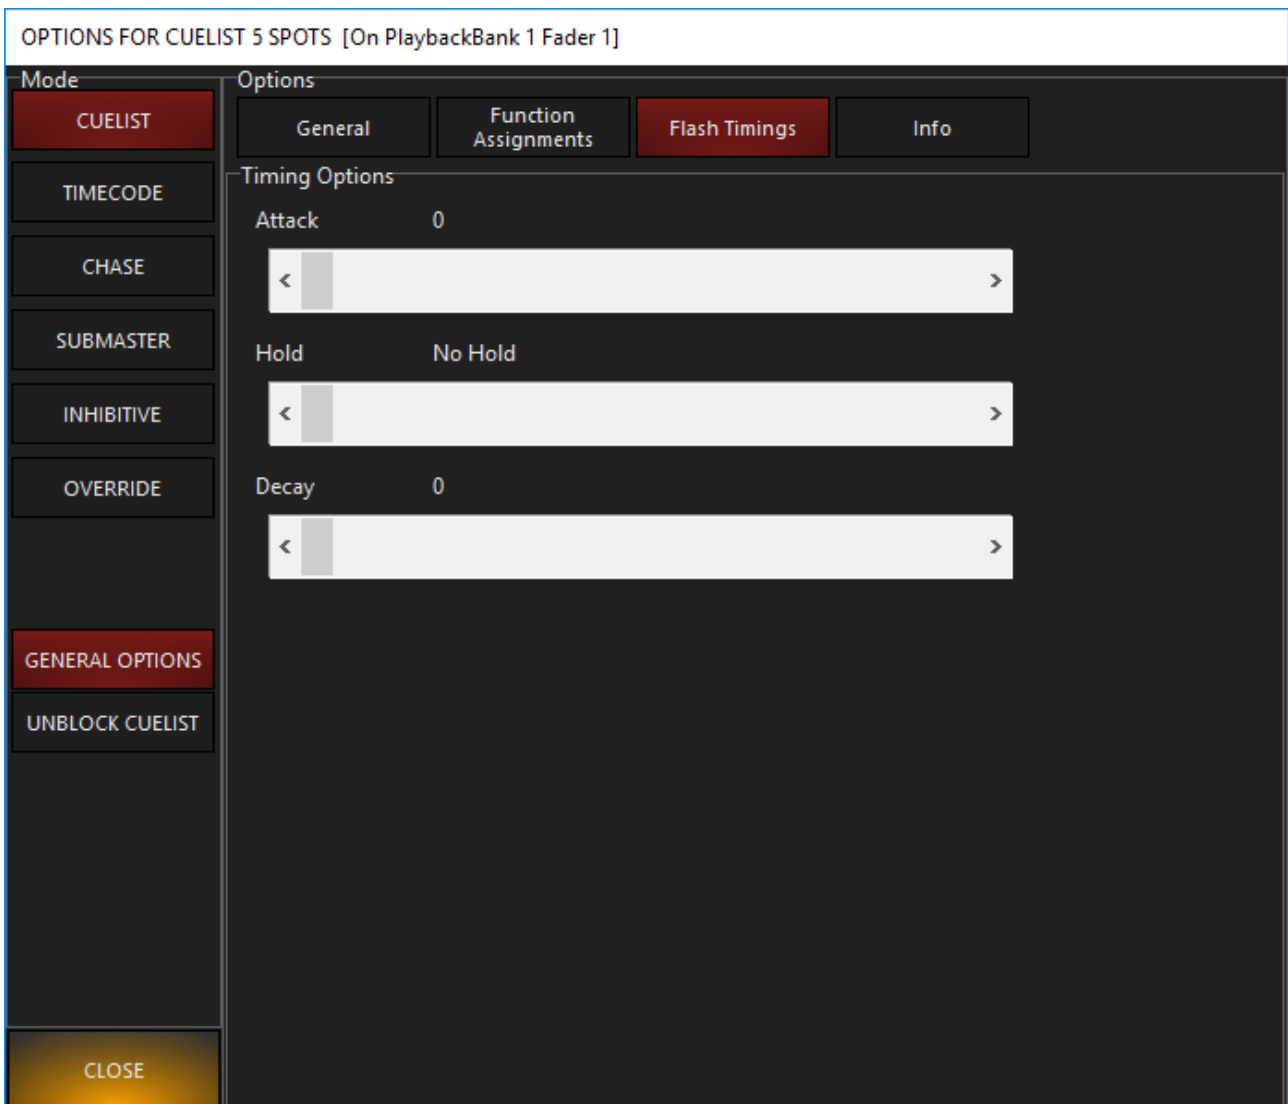 OPTIONS FOR CUELIST 5 SPOTS [On PlaybackBank 1 Fader 1]
Mode
CUELIST
TIMECODE
CHASE
SUBMASTER
INHIBITIVE
OVERRIDE
GENERAL OPTIONS
UNBLOCK CUELIST
CLOSE
Options
General
Function
Assignments
Flash Timings
Info
Timing Options
Attack 0
Hold No Hold
Decay 0